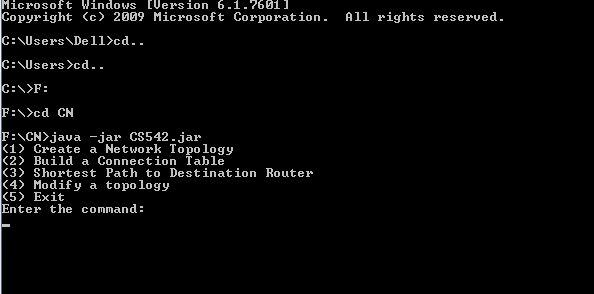 Microsoft Windows [Version 6.1.7601]
Copyright (c) 2009 Microsoft Corporation.  All rights reserved.
C:\Users\Dell>cd..
C:\Users>cd..
C:\>F:
F:\>cd CN
F:\CN>java -jar CS542.jar
(1) Create a Network Topology
(2) Build a Connection Table
(3) Shortest Path to Destination Router
(4) Modify a topology
(5) Exit
Enter the command:
_